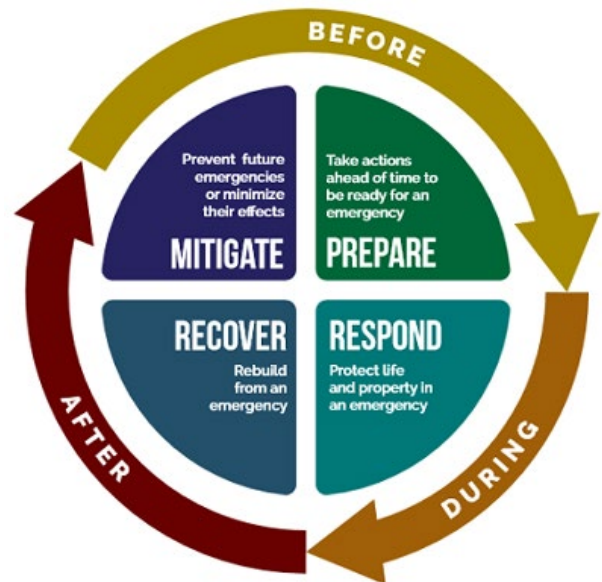 BEFORE
Prevent future
emergencies
or minimize
their effects
MITIGATE
Take actions
ahead of time to
be ready for an
emergency
PREPARE
RECOVER
Rebuild
from an
emergency
RESPOND
Protect life
and property in
an emergency
AFTER
DURING